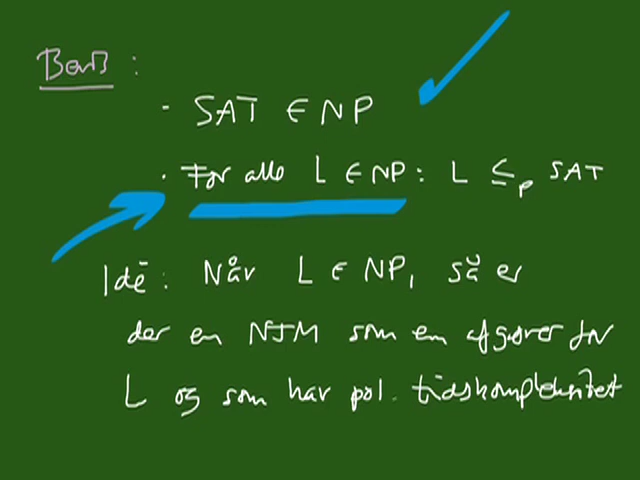 Bevis :
· SAT ∈ NP
· For alle L ∈ NP : L ≤p SAT
Idé : Når L ∈ NP, så er
der en NTM som en afgører for
L og som har pol. tidskompleksitet